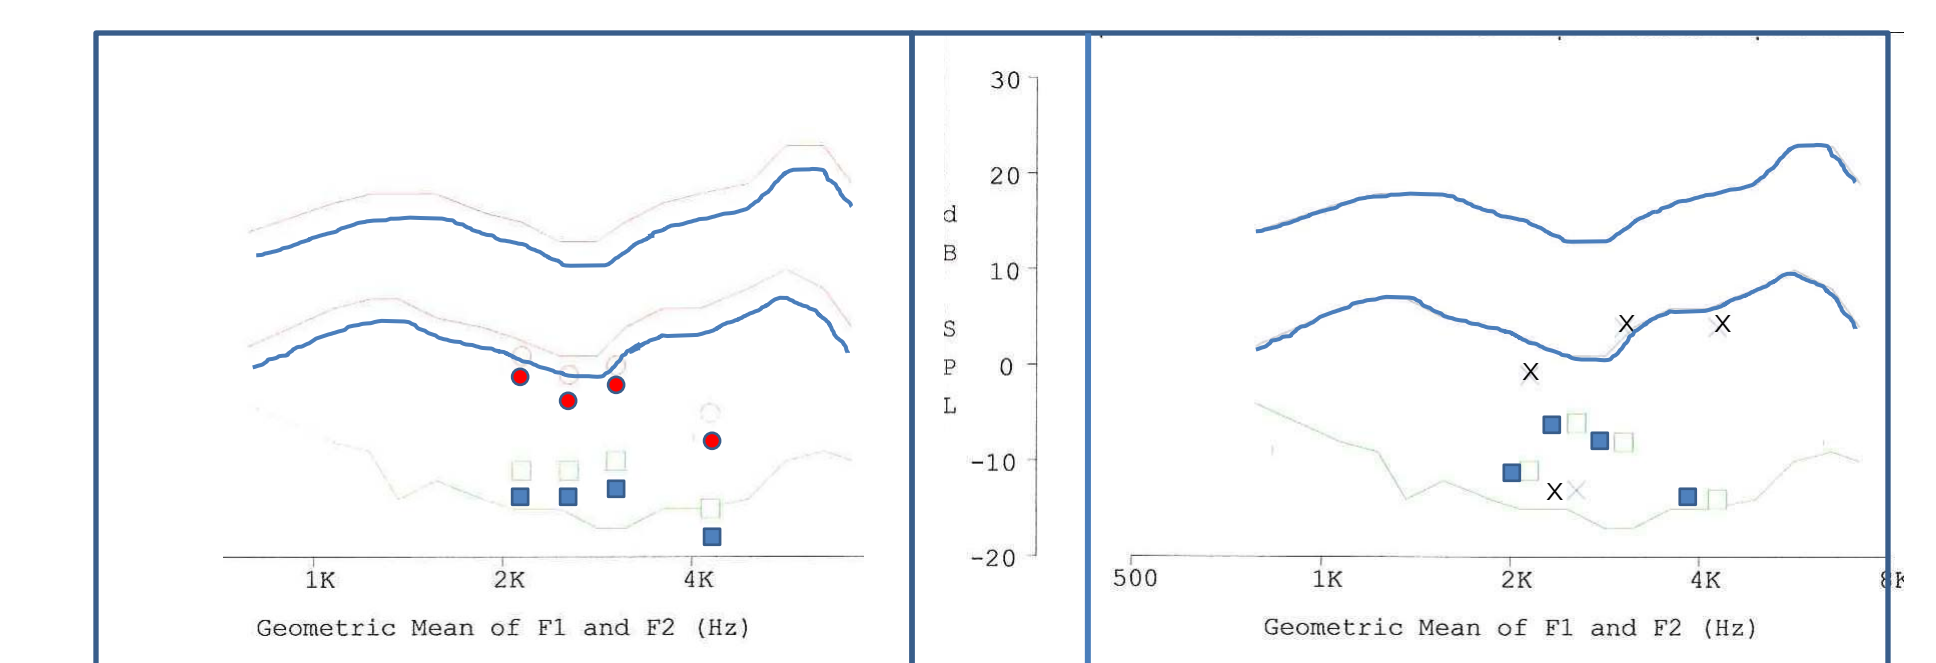 30
20
10
0
-10
-20
d
B
S
P
L
1K 2K 4K
Geometric Mean of F1 and F2 (Hz)
X X
X
X
500 1K 2K 4K 8K
Geometric Mean of F1 and F2 (Hz)